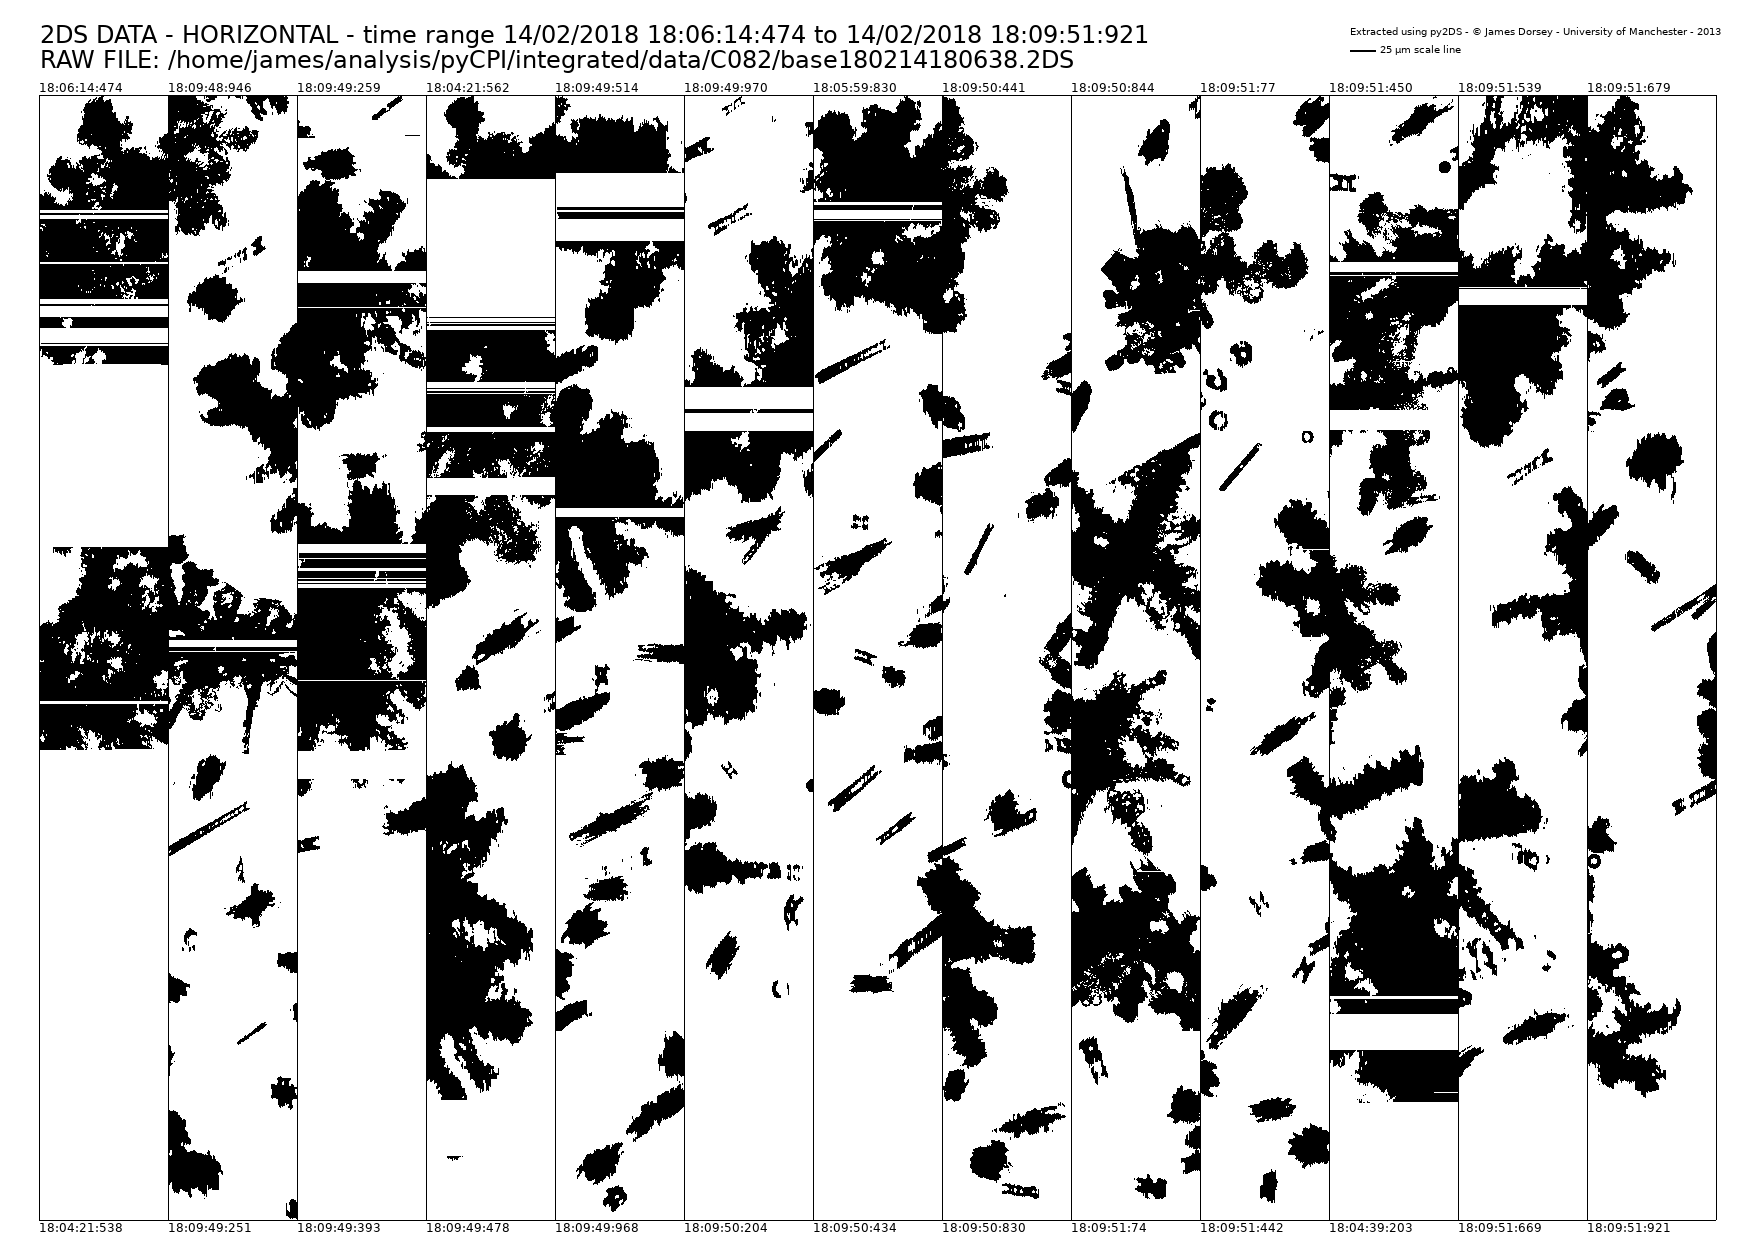 2DS DATA - HORIZONTAL - time range 14/02/2018 18:06:14:474 to 14/02/2018 18:09:51:921
RAW FILE: /home/james/analysis/pyCPI/integrated/data/C082/base180214180638.2DS
Extracted using py2DS - © James Dorsey - University of Manchester - 2013
25 µm scale line
18:06:14:474 18:09:48:946 18:09:49:259 18:04:21:562 18:09:49:514 18:09:49:970 18:05:59:830 18:09:50:441 18:09:50:844 18:09:51:77 18:09:51:450 18:09:51:539 18:09:51:679
18:04:21:538 18:09:49:251 18:09:49:393 18:09:49:478 18:09:49:968 18:09:50:204 18:09:50:434 18:09:50:830 18:09:51:74 18:09:51:442 18:04:39:203 18:09:51:669 18:09:51:921